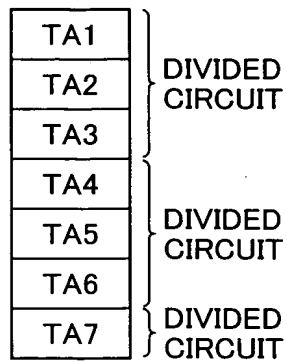 TA1
TA2
TA3
TA4
TA5
TA6
TA7
DIVIDED
CIRCUIT
DIVIDED
CIRCUIT
DIVIDED
CIRCUIT